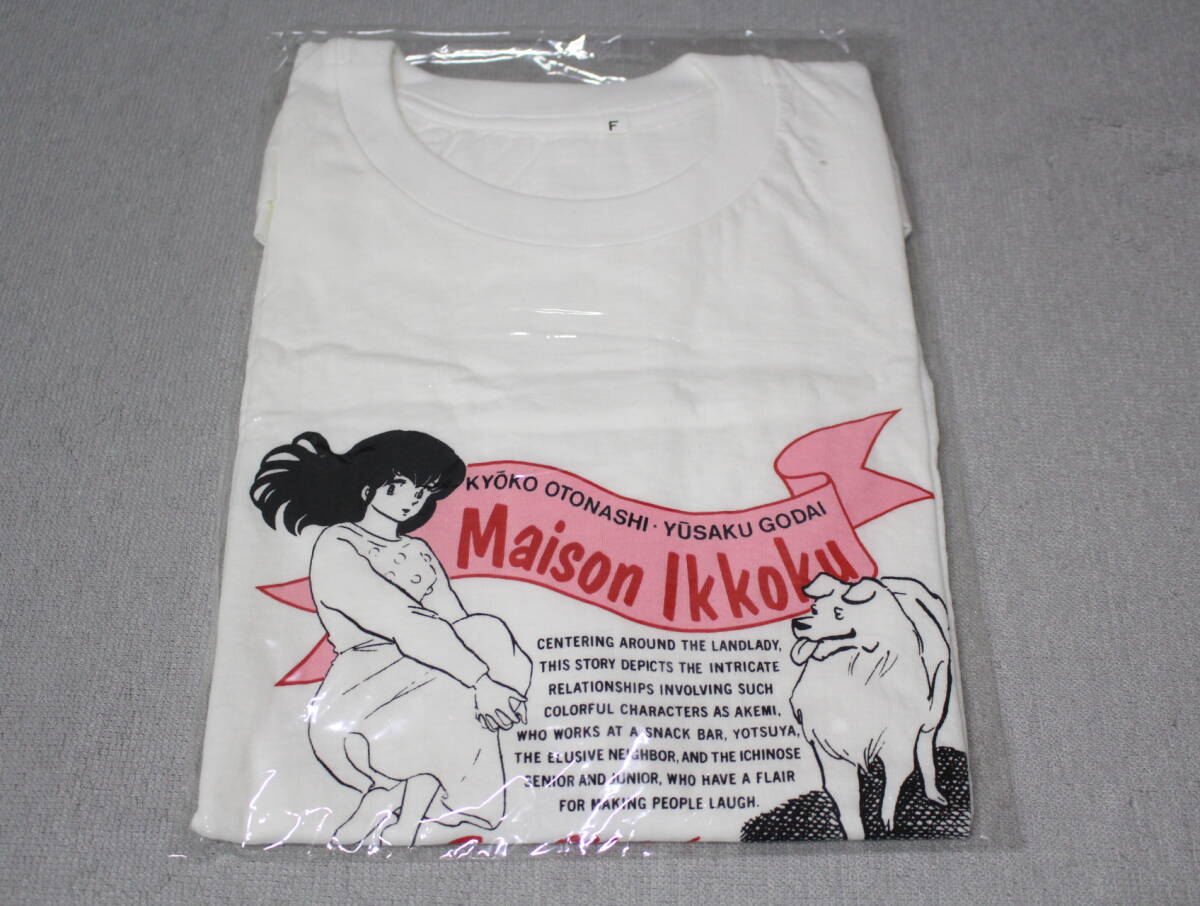 F
KYŌKO OTONASHI · YŪSAKU GODAI
Maison Ikkoku
CENTERING AROUND THE LANDLADY,
THIS STORY DEPICTS THE INTRICATE
RELATIONSHIPS INVOLVING SUCH
COLORFUL CHARACTERS AS AKEMI,
WHO WORKS AT A SNACK BAR, YOTSUYA,
THE ELUSIVE NEIGHBOR, AND THE ICHINOSE
SENIOR AND JUNIOR, WHO HAVE A FLAIR
FOR MAKING PEOPLE LAUGH.